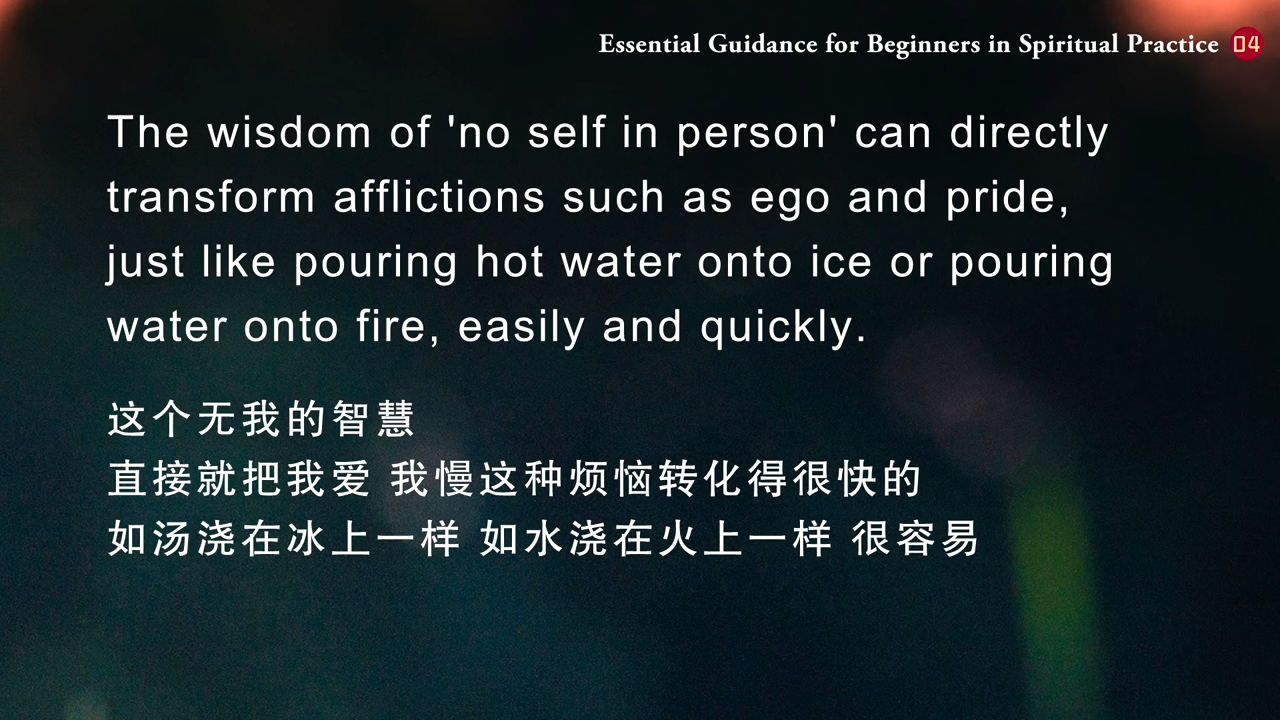 Essential Guidance for Beginners in Spiritual Practice 04
The wisdom of 'no self in person' can directly
transform afflictions such as ego and pride,
just like pouring hot water onto ice or pouring
water onto fire, easily and quickly.
这个无我的智慧
直接就把我爱 我慢这种烦恼转化得很快的
如汤浇在冰上一样 如水浇在火上一样 很容易